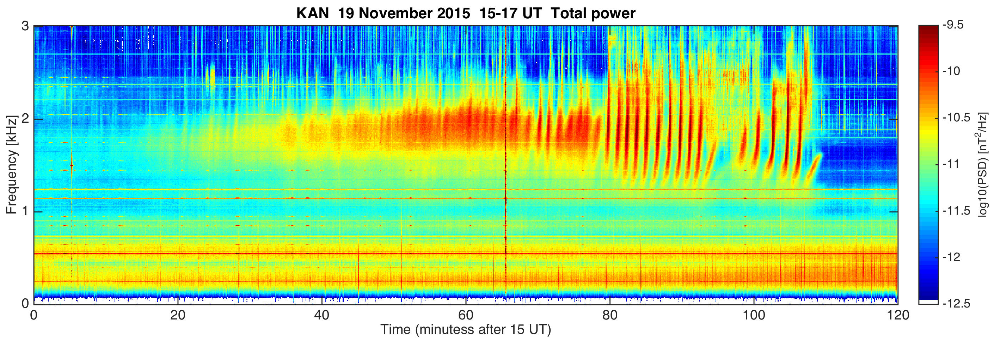 KAN 19 November 2015 15-17 UT Total power
3
2
1
0
Frequency [kHz]
0 20 40 60 80 100 120
Time (minutess after 15 UT)
-9.5
-10
-10.5
-11
-11.5
-12
-12.5
log10(PSD) [nT²/Hz]